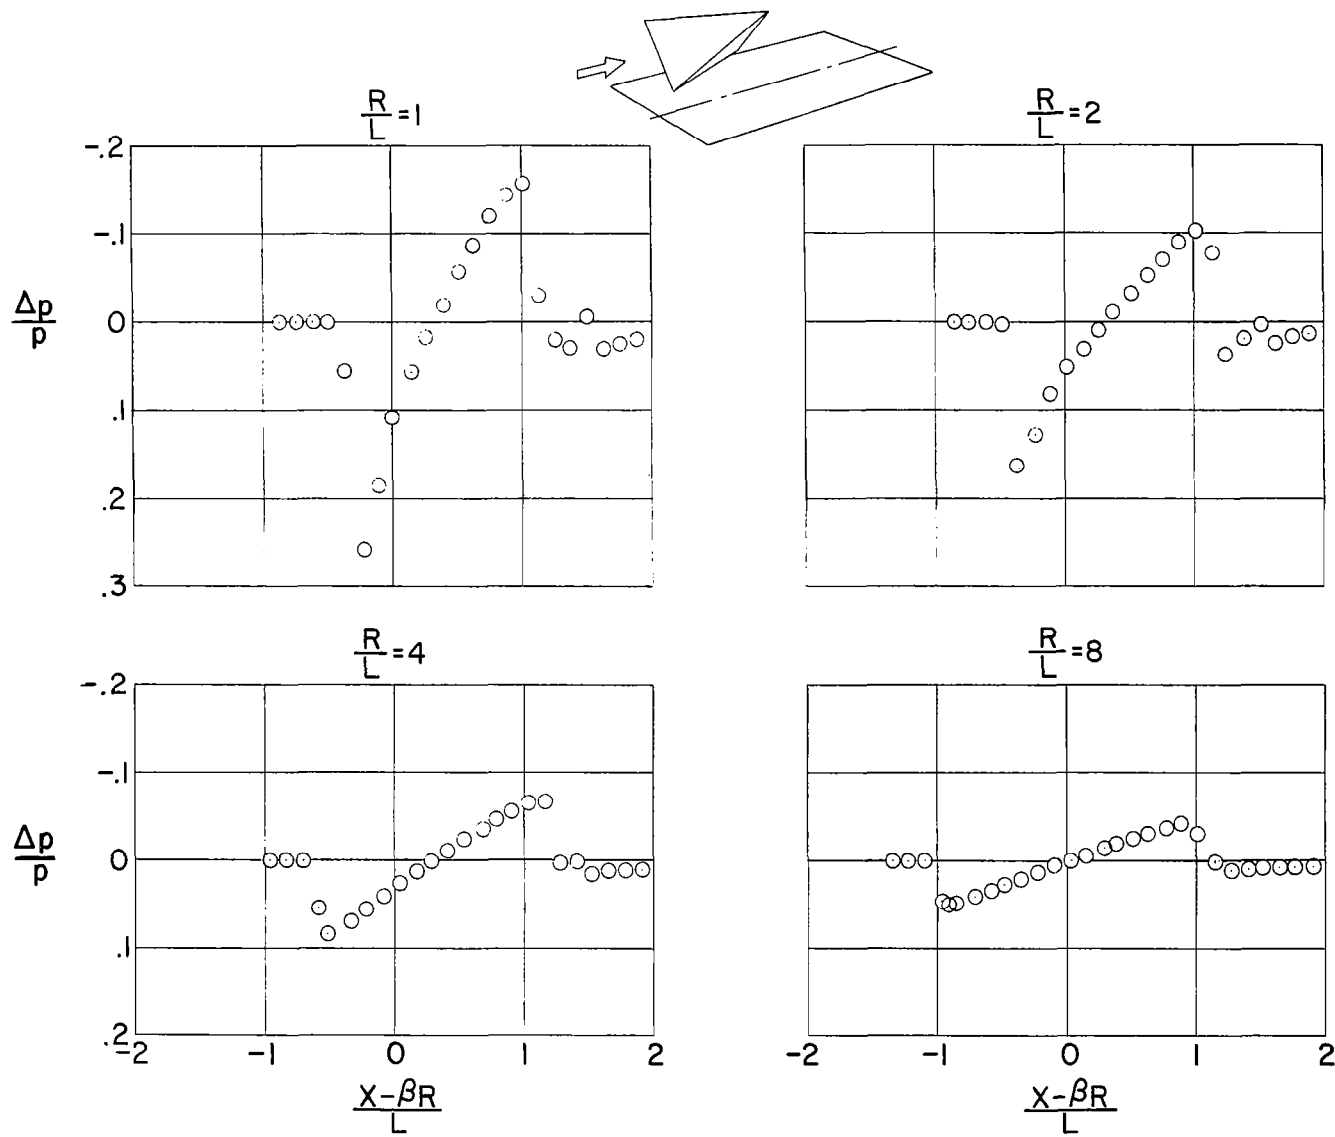 R/L=1
R/L=2
-.2
-.1
0
.1
.2
.3
Δp/p
R/L=4
R/L=8
-.2
-.1
0
.1
.2
Δp/p
-2 -1 0 1 2
-2 -1 0 1 2
X-βR/L
X-βR/L